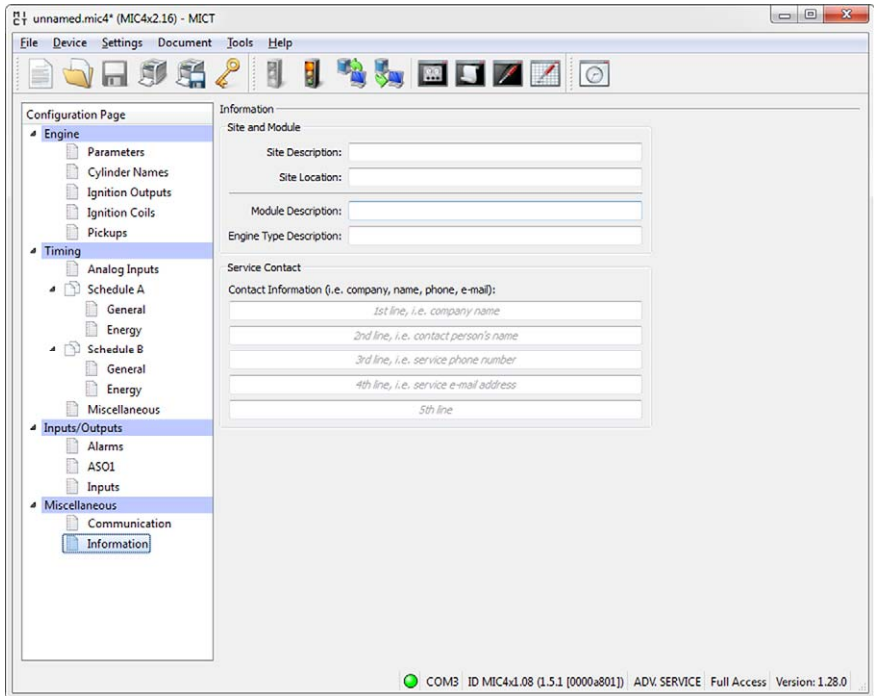 MICT unnamed.mic4* (MIC4x2.16) - MICT
File Device Settings Document Tools Help
Configuration Page
Engine
Parameters
Cylinder Names
Ignition Outputs
Ignition Coils
Pickups
Timing
Analog Inputs
Schedule A
General
Energy
Schedule B
General
Energy
Miscellaneous
Inputs/Outputs
Alarms
ASO1
Inputs
Miscellaneous
Communication
Information
Information
Site and Module
Site Description:
Site Location:
Module Description:
Engine Type Description:
Service Contact
Contact Information (i.e. company, name, phone, e-mail):
1st line, i.e. company name
2nd line, i.e. contact person's name
3rd line, i.e. service phone number
4th line, i.e. service e-mail address
5th line
COM3 ID MIC4x1.08 (1.5.1 [0000a801]) ADV. SERVICE Full Access Version: 1.28.0